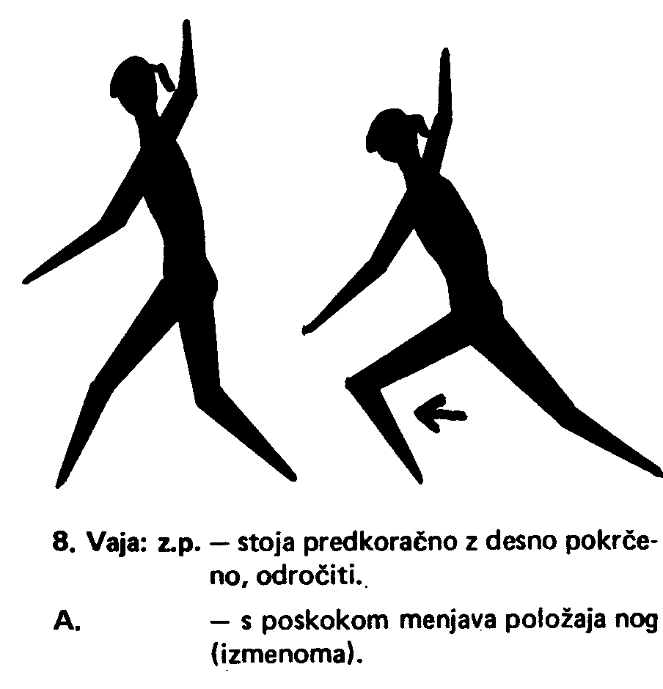 8. Vaja: z.p. — stoja predkoračno z desno pokrče-
no, odročiti.
A. — s poskokom menjava položaja nog
(izmenoma).